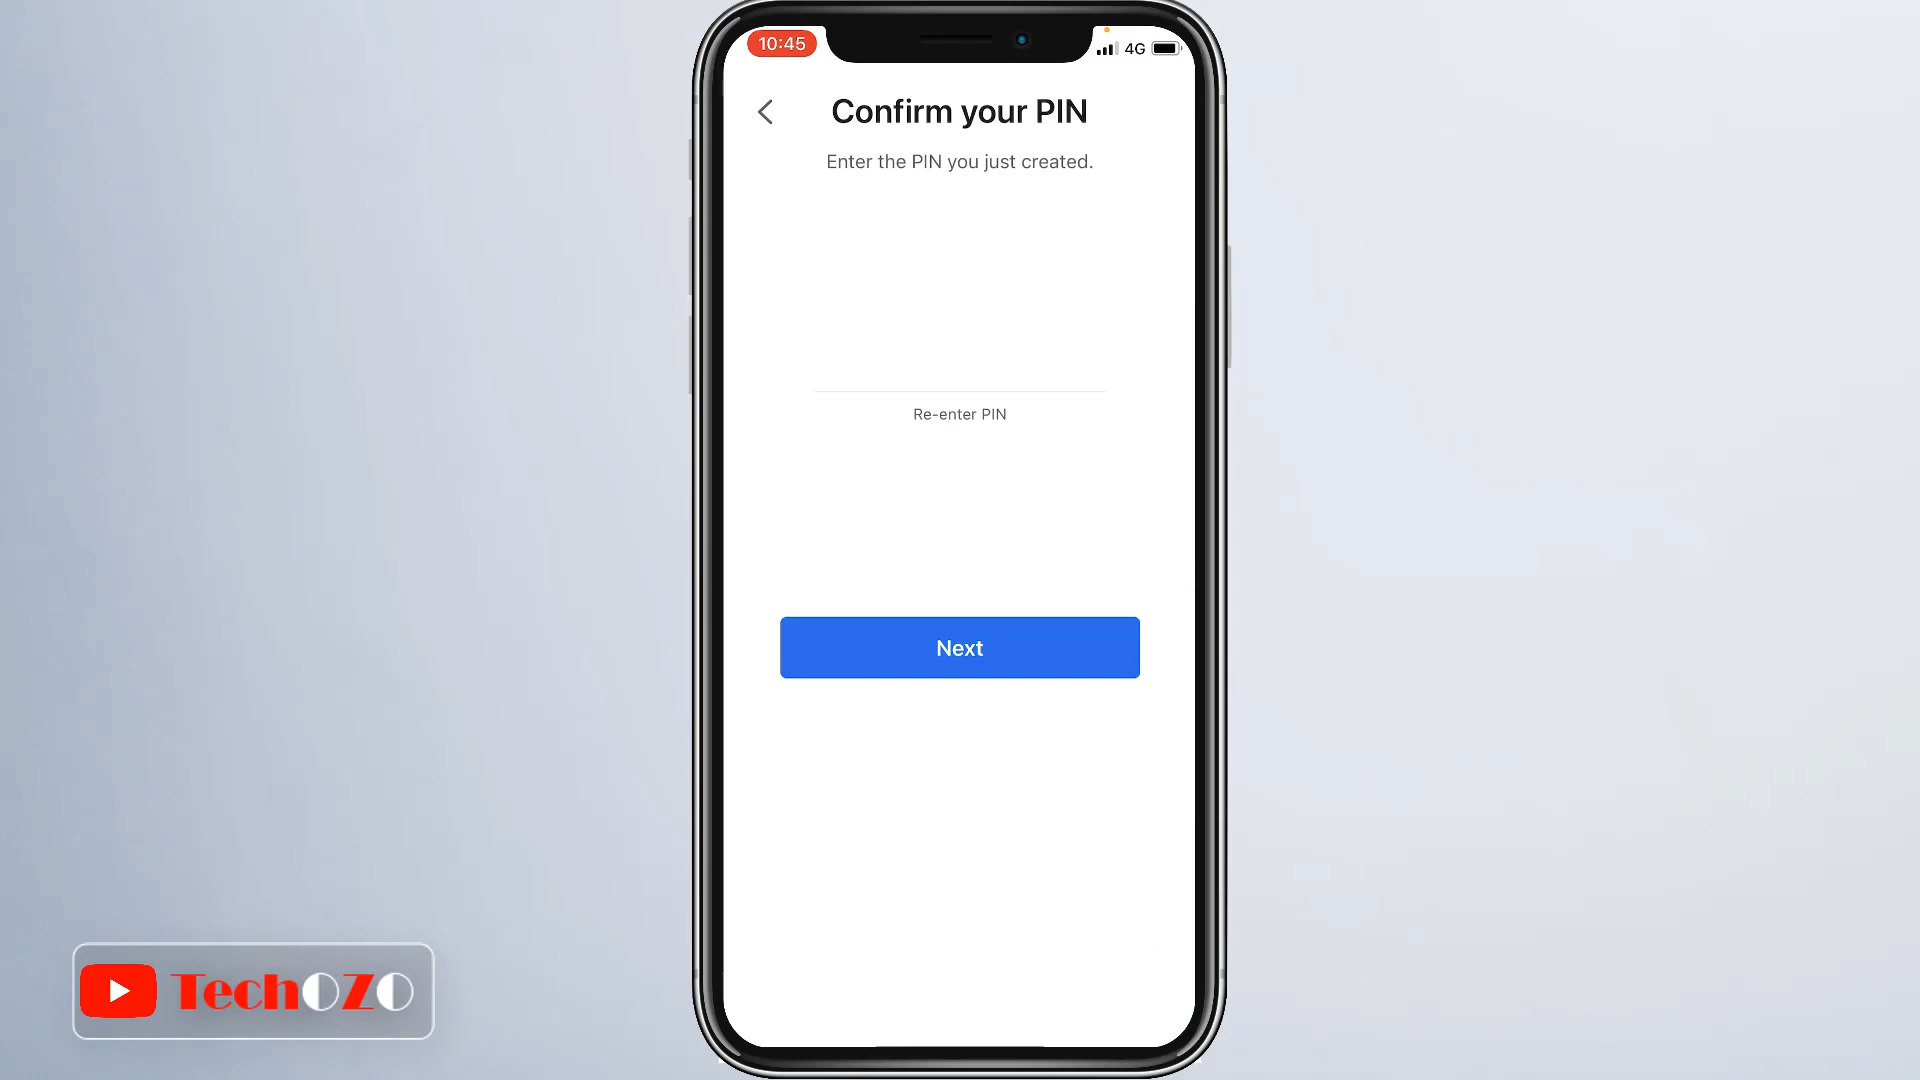 10:45
4G
Confirm your PIN
Enter the PIN you just created.
Re-enter PIN
Next
TechOZO